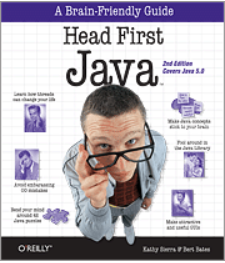 A Brain-Friendly Guide
Head First
Java™
2nd Edition
Covers Java 5.0
Learn how threads
can change your life
Make Java concepts
stick to your brain
Fool around in
the Java Library
Avoid embarrassing
OO mistakes
Bend your mind
around 42
Java puzzles
Make attractive
and useful GUIs
O'REILLY®
Kathy Sierra & Bert Bates